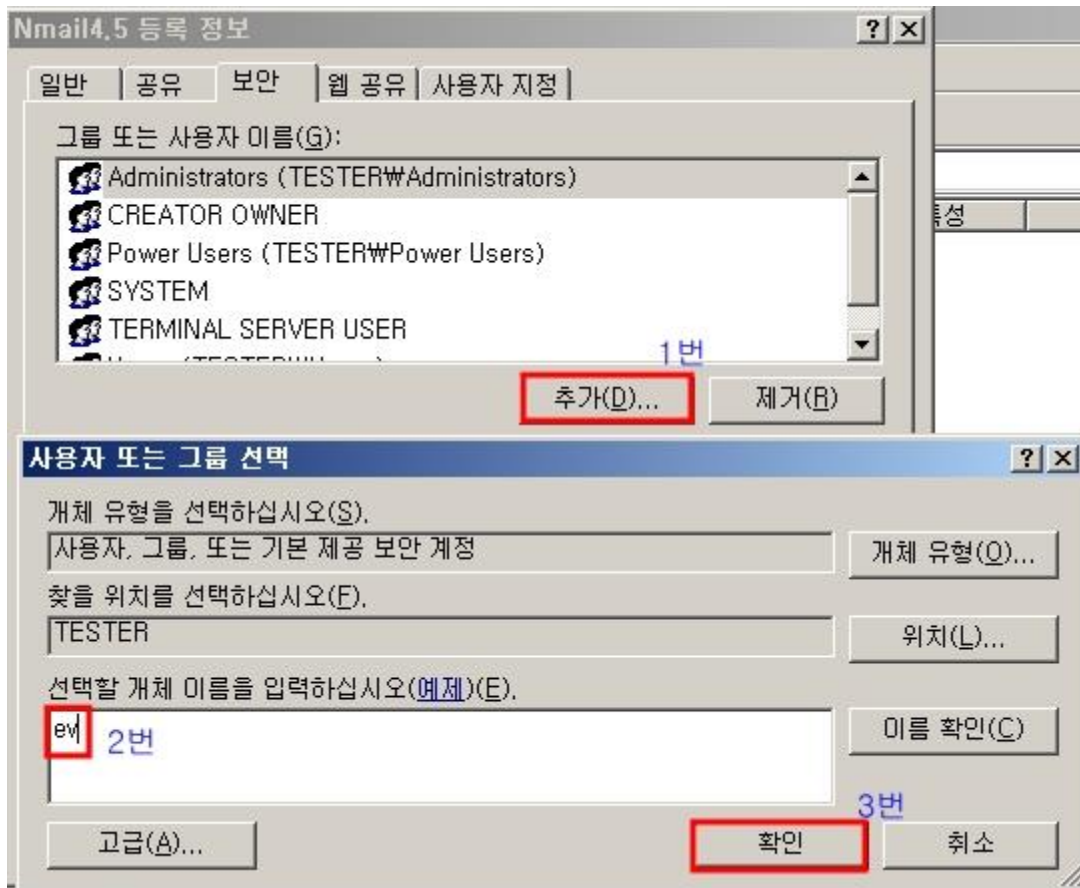 Nmail4.5 등록 정보
일반 공유 보안 웹 공유 사용자 지정
그룹 또는 사용자 이름(G):
Administrators (TESTER₩Administrators)
CREATOR OWNER
Power Users (TESTER₩Power Users)
SYSTEM
TERMINAL SERVER USER
1번
추가(D)... 제거(R)
사용자 또는 그룹 선택
개체 유형을 선택하십시오(S).
사용자, 그룹, 또는 기본 제공 보안 계정 개체 유형(O)...
찾을 위치를 선택하십시오(F).
TESTER 위치(L)...
선택할 개체 이름을 입력하십시오(예제)(E).
ev 2번 이름 확인(C)
3번
고급(A)... 확인 취소